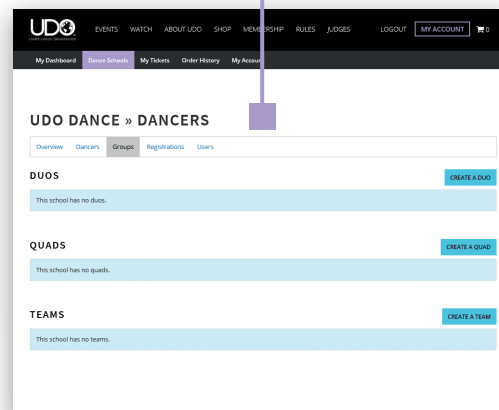 UDO EVENTS WATCH ABOUT UDO SHOP MEMBERSHIP RULES JUDGES LOGOUT MY ACCOUNT 0
My Dashboard Dance Schools My Tickets Order History My Account
UDO DANCE » DANCERS
Overview Dancers Groups Registrations Users
DUOS CREATE A DUO
This school has no duos.
QUADS CREATE A QUAD
This school has no quads.
TEAMS CREATE A TEAM
This school has no teams.